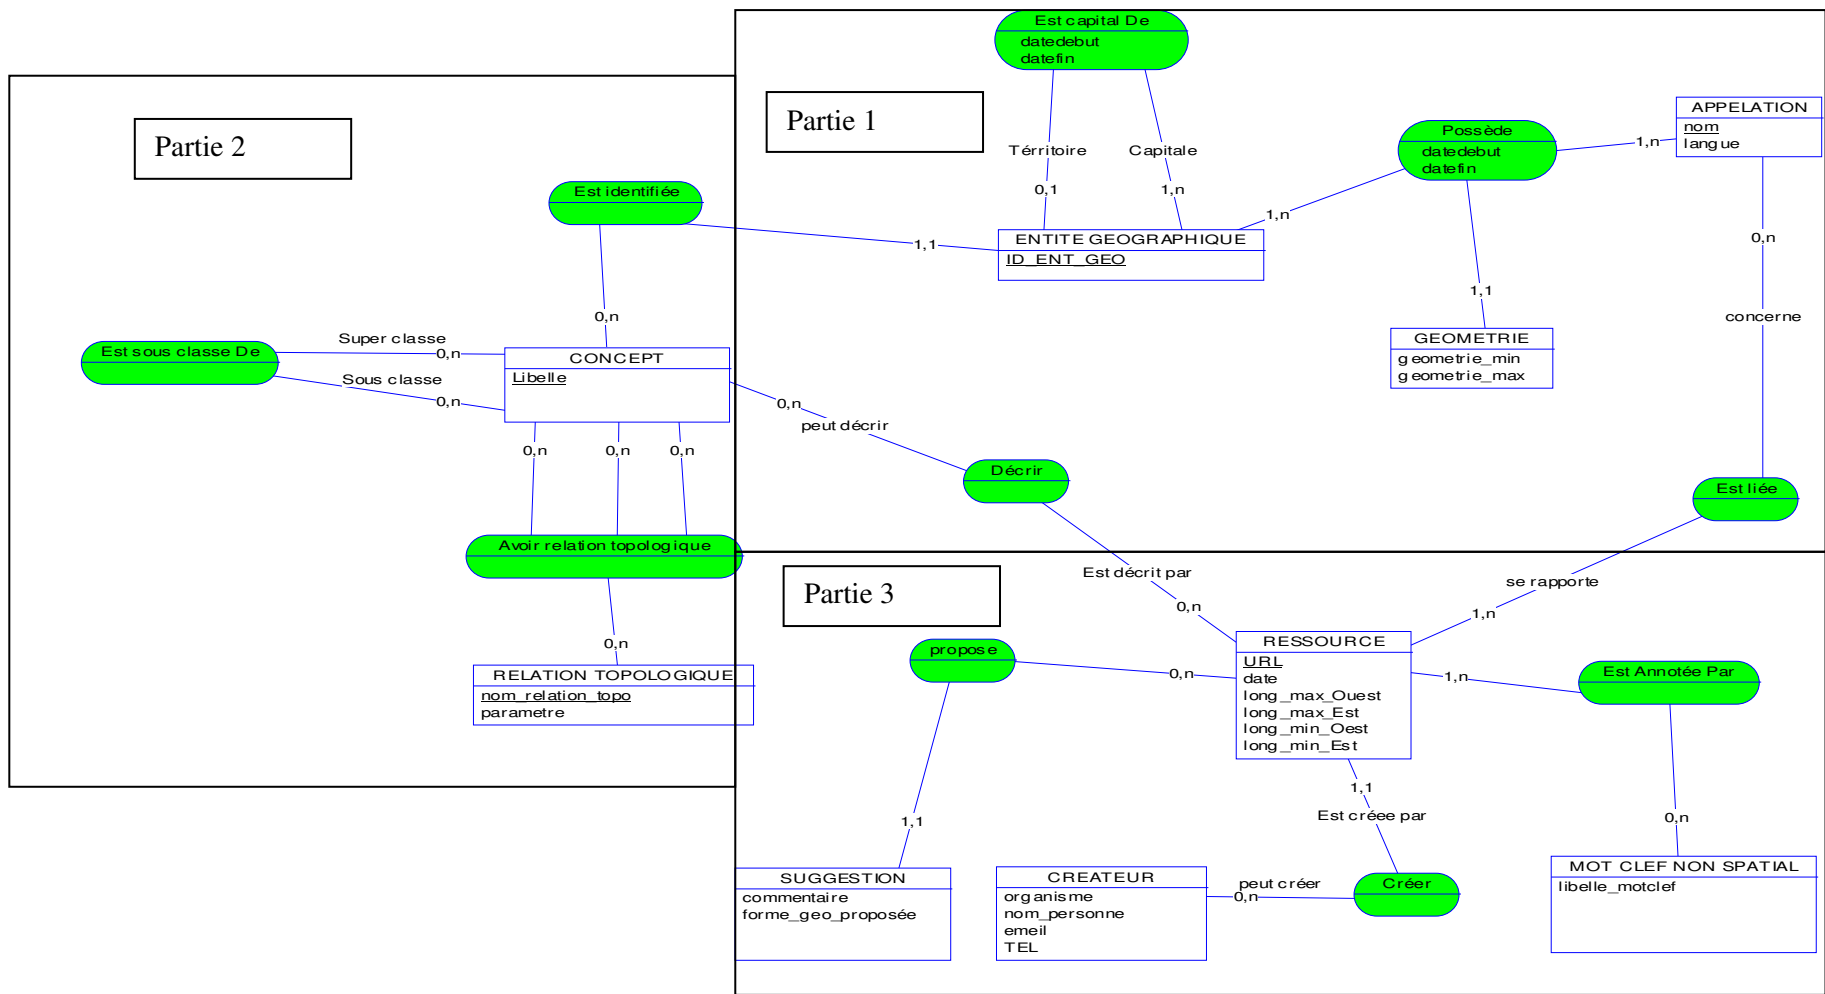 Est capital De
datedebut
datefin
Partie 1
Partie 2
APPELATION
nom
langue
Possède
datedebut
datefin
1,n
Térritoire
Capitale
Est identifiée
0,1
1,n
1,n
ENTITE GEOGRAPHIQUE
ID_ENT_GEO
1,1
0,n
1,1
0,n
concerne
Super classe
0,n
Est sous classe De
Sous classe
0,n
CONCEPT
Libelle
GEOMETRIE
geometrie_min
geometrie_max
0,n
peut décrir
0,n
0,n
0,n
Décrir
Est liée
Avoir relation topologique
Est décrit par
0,n
Partie 3
se rapporte
1,n
0,n
RELATION TOPOLOGIQUE
nom_relation_topo
parametre
propose
0,n
RESSOURCE
URL
date
long_max_Ouest
long_max_Est
long_min_Oest
long_min_Est
1,n
Est Annotée Par
1,1
1,1
Est créee par
0,n
SUGGESTION
commentaire
forme_geo_proposée
CREATEUR
organisme
nom_personne
emeil
TEL
peut créer
0,n
Créer
MOT CLEF NON SPATIAL
libelle_motclef